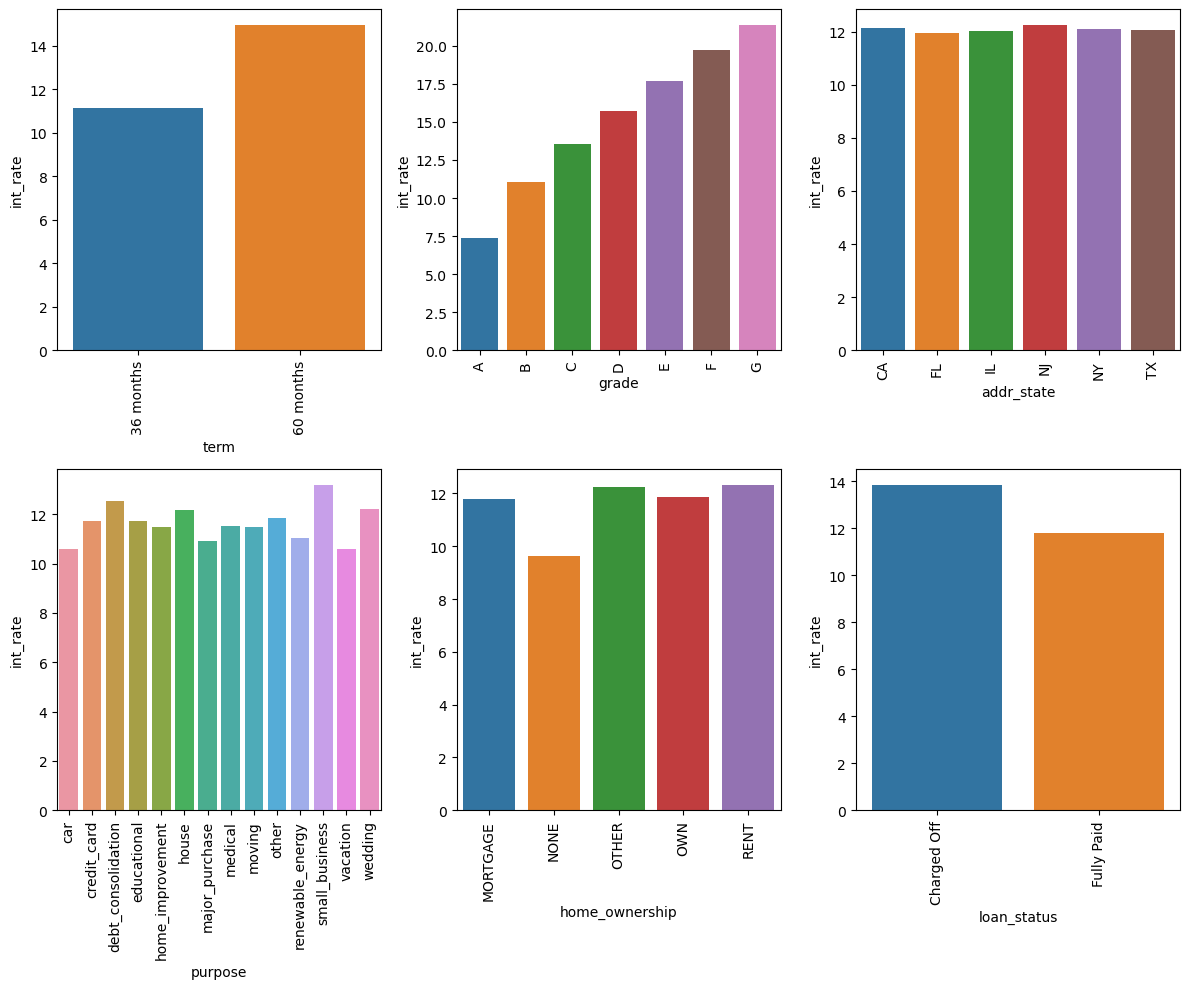 int_rate
14
12
10
8
6
4
2
0
36 months
60 months
term
int_rate
20.0
17.5
15.0
12.5
10.0
7.5
5.0
2.5
0.0
A
B
C
D
E
F
G
grade
int_rate
12
10
8
6
4
2
0
CA
FL
IL
NJ
NY
TX
addr_state
int_rate
12
10
8
6
4
2
0
car
credit_card
debt_consolidation
educational
home_improvement
house
major_purchase
medical
moving
other
renewable_energy
small_business
vacation
wedding
purpose
int_rate
12
10
8
6
4
2
0
MORTGAGE
NONE
OTHER
OWN
RENT
home_ownership
int_rate
14
12
10
8
6
4
2
0
Charged Off
Fully Paid
loan_status